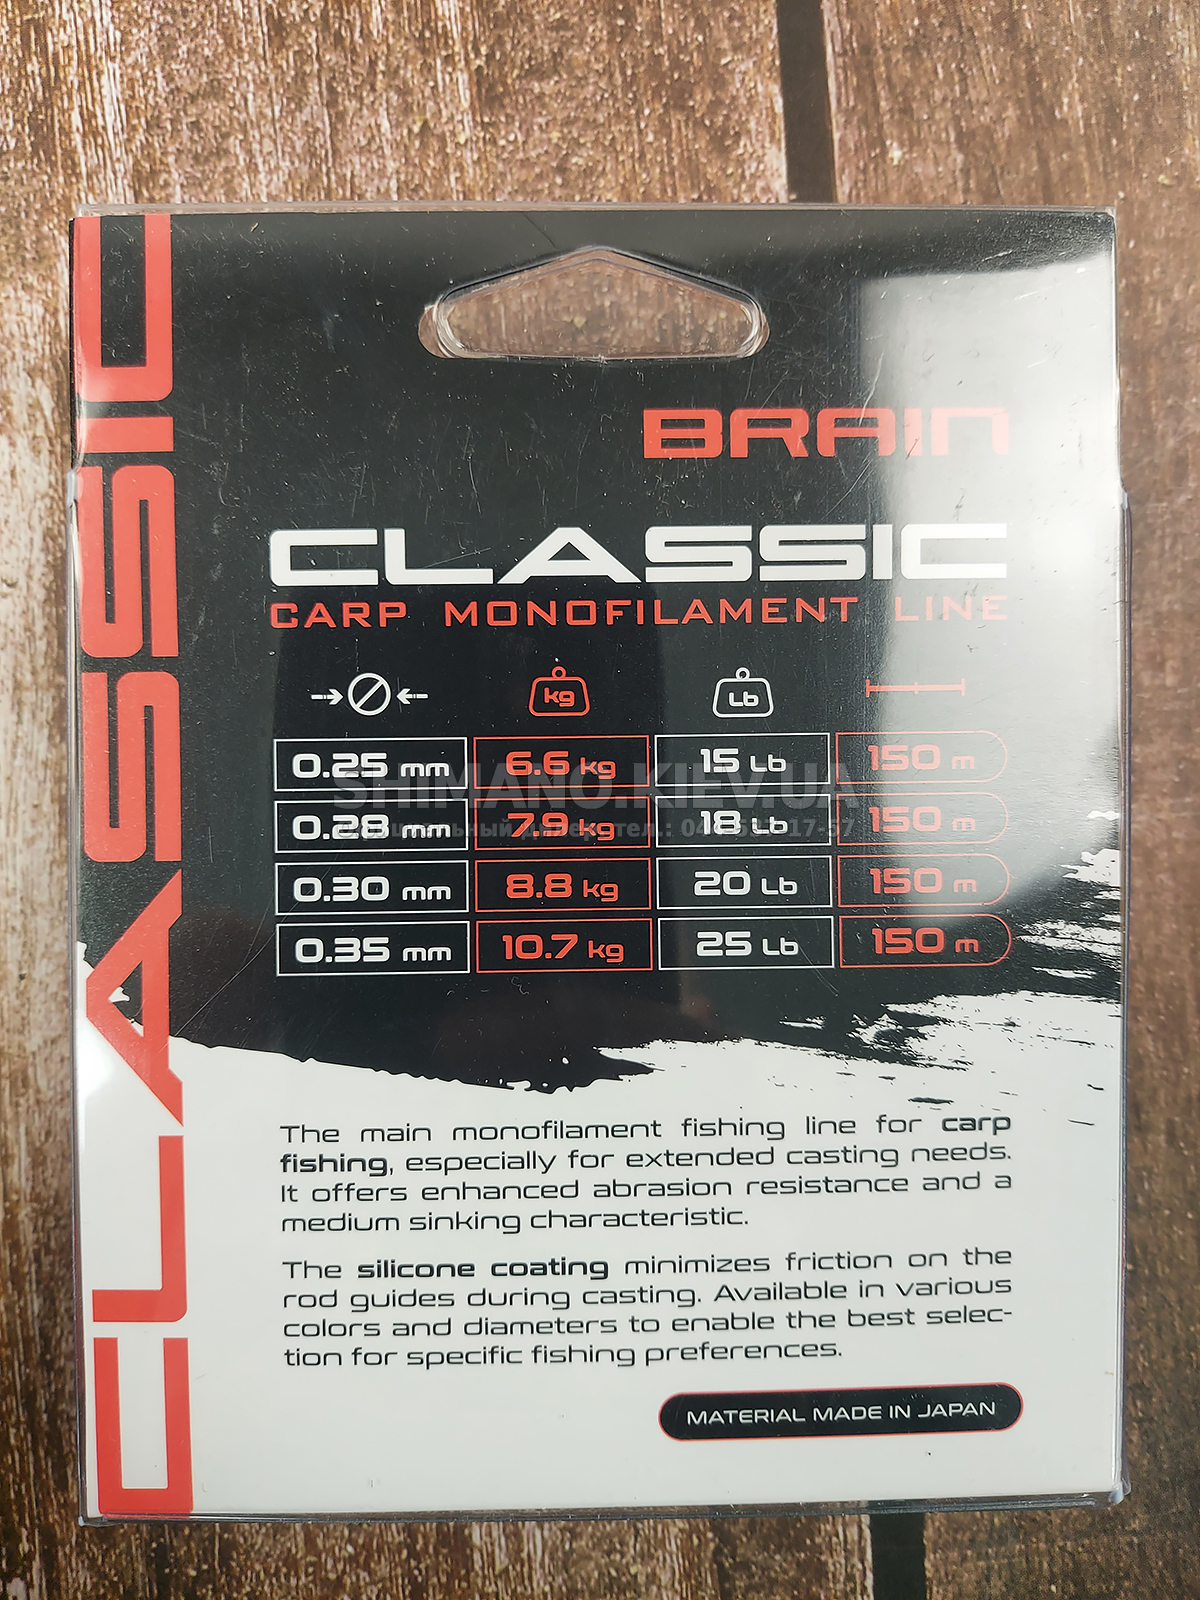 CLASSIC
BRAIN
CLASSIC
CARP MONOFILAMENT LINE
kg Lb
0.25 mm 6.6 kg 15 Lb 150 m
SHIMANO.KIEV.UA
0.28 mm 7.9 kg 18 Lb 150 m
0.30 mm 8.8 kg 20 Lb 150 m
0.35 mm 10.7 kg 25 Lb 150 m
The main monofilament fishing line for carp
fishing, especially for extended casting needs.
It offers enhanced abrasion resistance and a
medium sinking characteristic.
The silicone coating minimizes friction on the
rod guides during casting. Available in various
colors and diameters to enable the best selec-
tion for specific fishing preferences.
MATERIAL MADE IN JAPAN